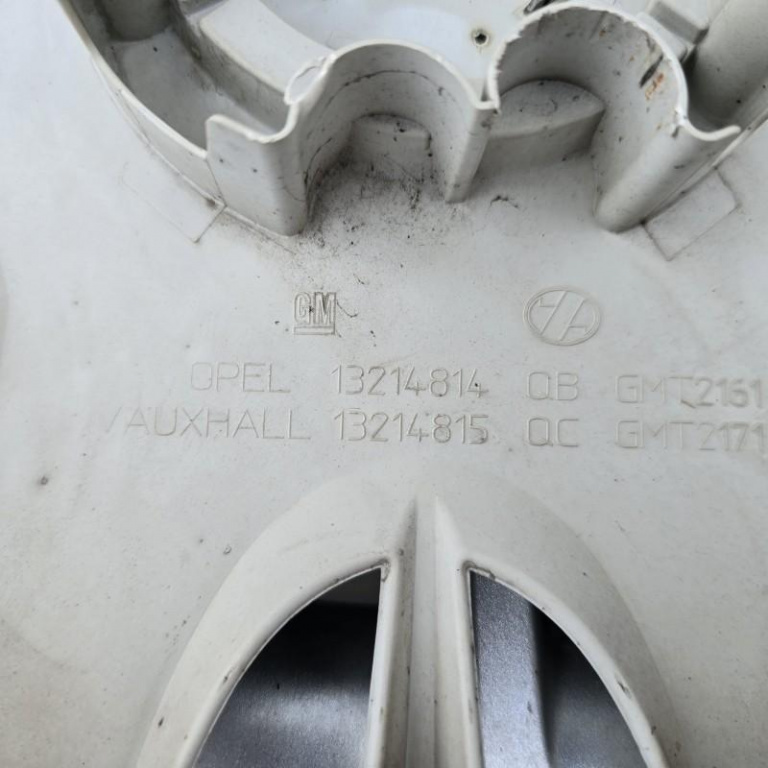 GM
OPEL 13214814 QB GMT2161
VAUXHALL 13214815 QC GMT2171